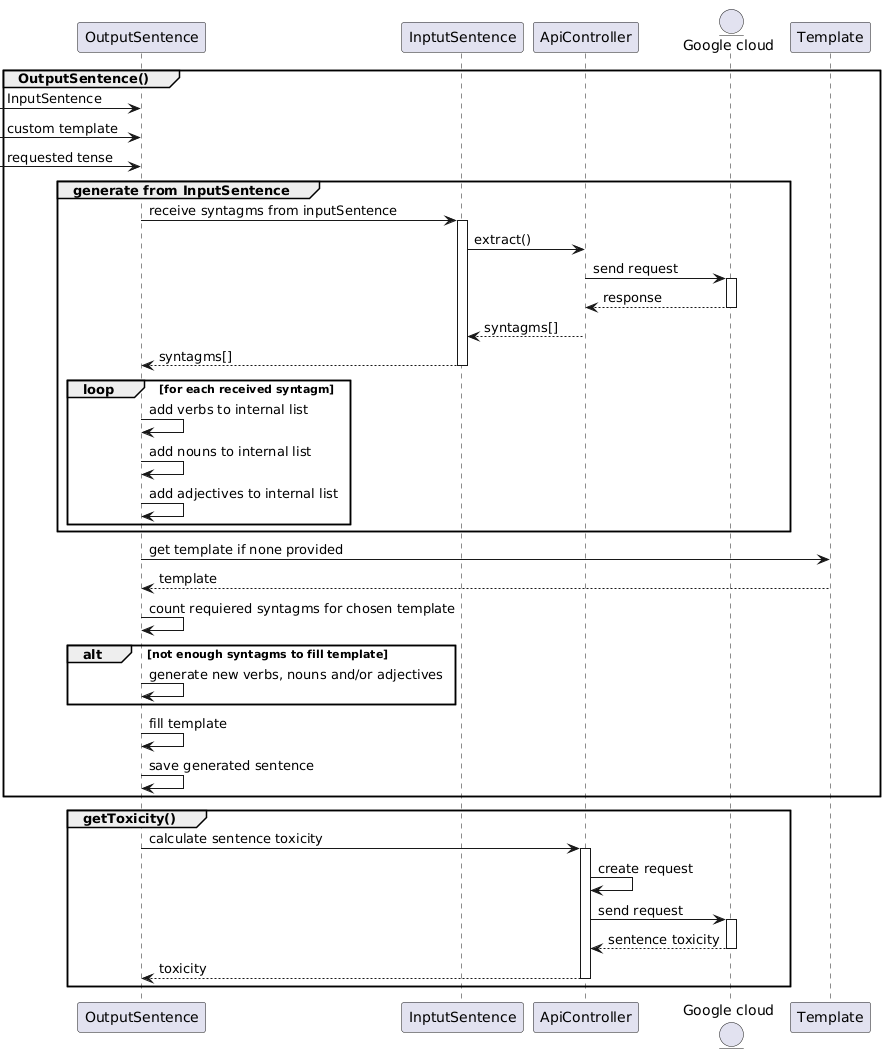 OutputSentence
InptutSentence
ApiController
Google cloud
Template
OutputSentence()
InputSentence
custom template
requested tense
generate from InputSentence
receive syntagms from inputSentence
extract()
send request
response
syntagms[]
syntagms[]
loop [for each received syntagm]
add verbs to internal list
add nouns to internal list
add adjectives to internal list
get template if none provided
template
count requiered syntagms for chosen template
alt [not enough syntagms to fill template]
generate new verbs, nouns and/or adjectives
fill template
save generated sentence
getToxicity()
calculate sentence toxicity
create request
send request
sentence toxicity
toxicity
OutputSentence
InptutSentence
ApiController
Google cloud
Template